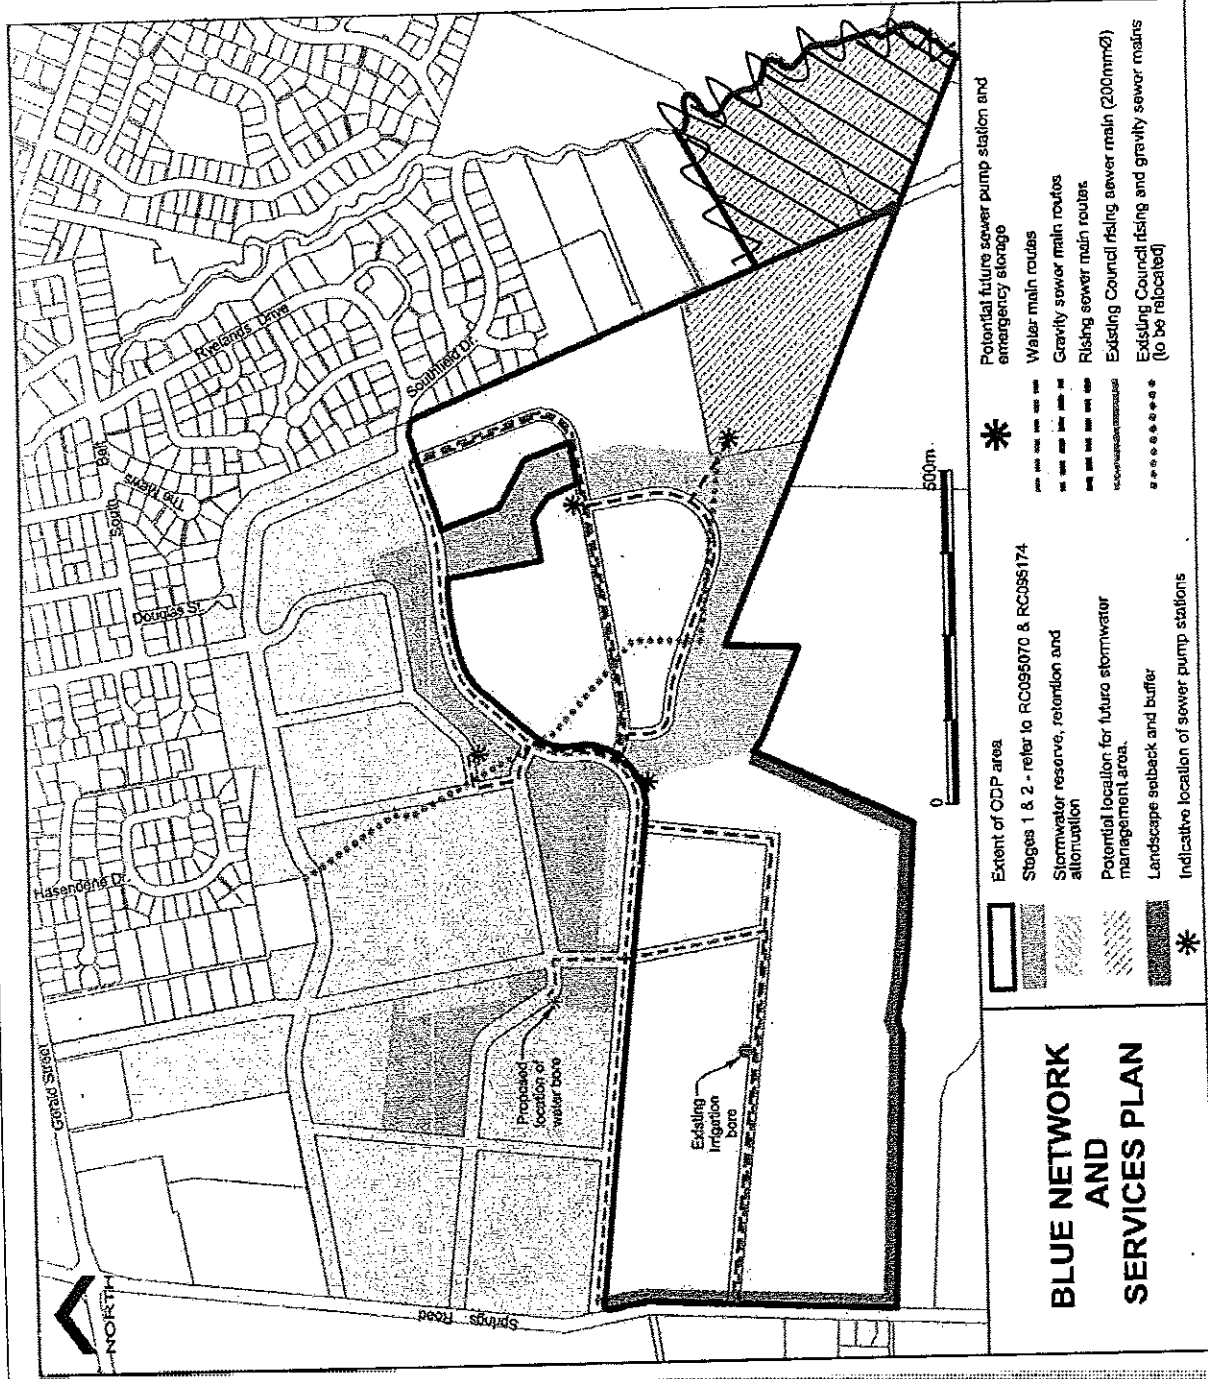 NORTH
Gerald Street
Springs Road
Hasendene Dr
Douglas St
South
Belt
The Mews
Ryelands Drive
Southfield Dr
Proposed
location of
water bore
Existing
Irrigation
bore
0
500m
BLUE NETWORK
AND
SERVICES PLAN
Extent of ODP area
Stages 1 & 2 - refer to RC095070 & RC095174
Stormwater reserve, retention and
attenuation
Potential location for future stormwater
management area.
Landscape setback and buffer
Indicative location of sewer pump stations
Potential future sewer pump station and
emergency storage
Water main routes
Gravity sewer main routes
Rising sewer main routes
Existing Council rising sewer main (200mmØ)
Existing Council rising and gravity sewer mains
(to be relocated)